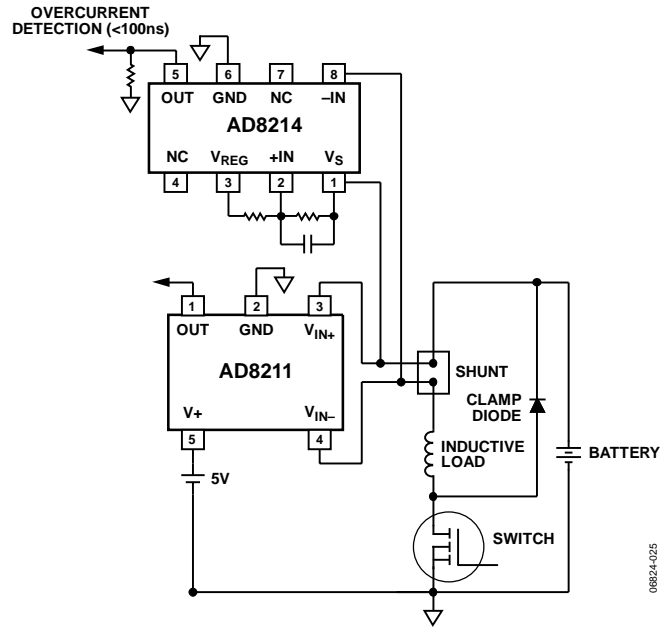 OVERCURRENT
DETECTION (<100ns)
5 6 7 8
OUT GND NC –IN
AD8214
NC VREG +IN VS
4 3 2 1
1 2 3
OUT GND VIN+
AD8211
V+ VIN–
5 4
5V
SHUNT
CLAMP
DIODE
INDUCTIVE
LOAD
BATTERY
SWITCH
06824-025